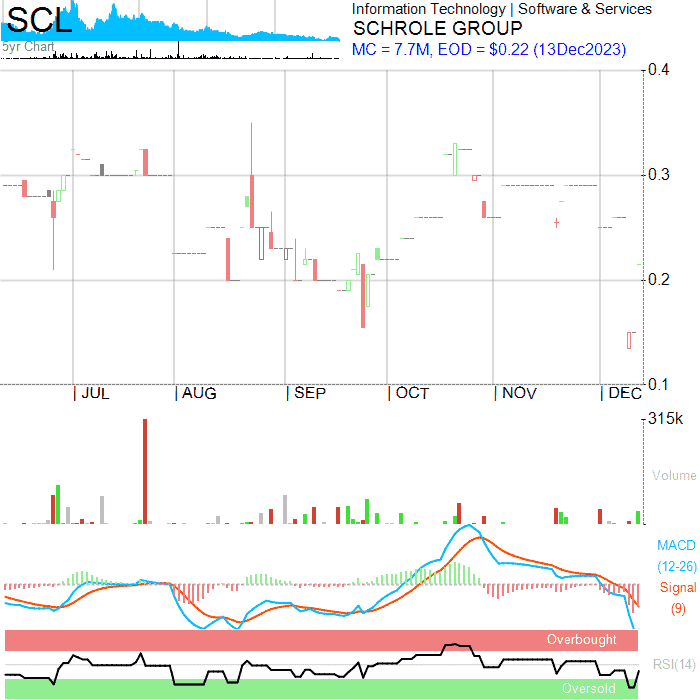 SCL
5yr Chart
Information Technology | Software & Services
SCHROLE GROUP
MC = 7.7M, EOD = $0.22 (13Dec2023)
0.4
0.3
0.2
0.1
| JUL | AUG | SEP | OCT | NOV | DEC
315k
Volume
MACD
(12-26)
Signal
(9)
Overbought
RSI(14)
Oversold